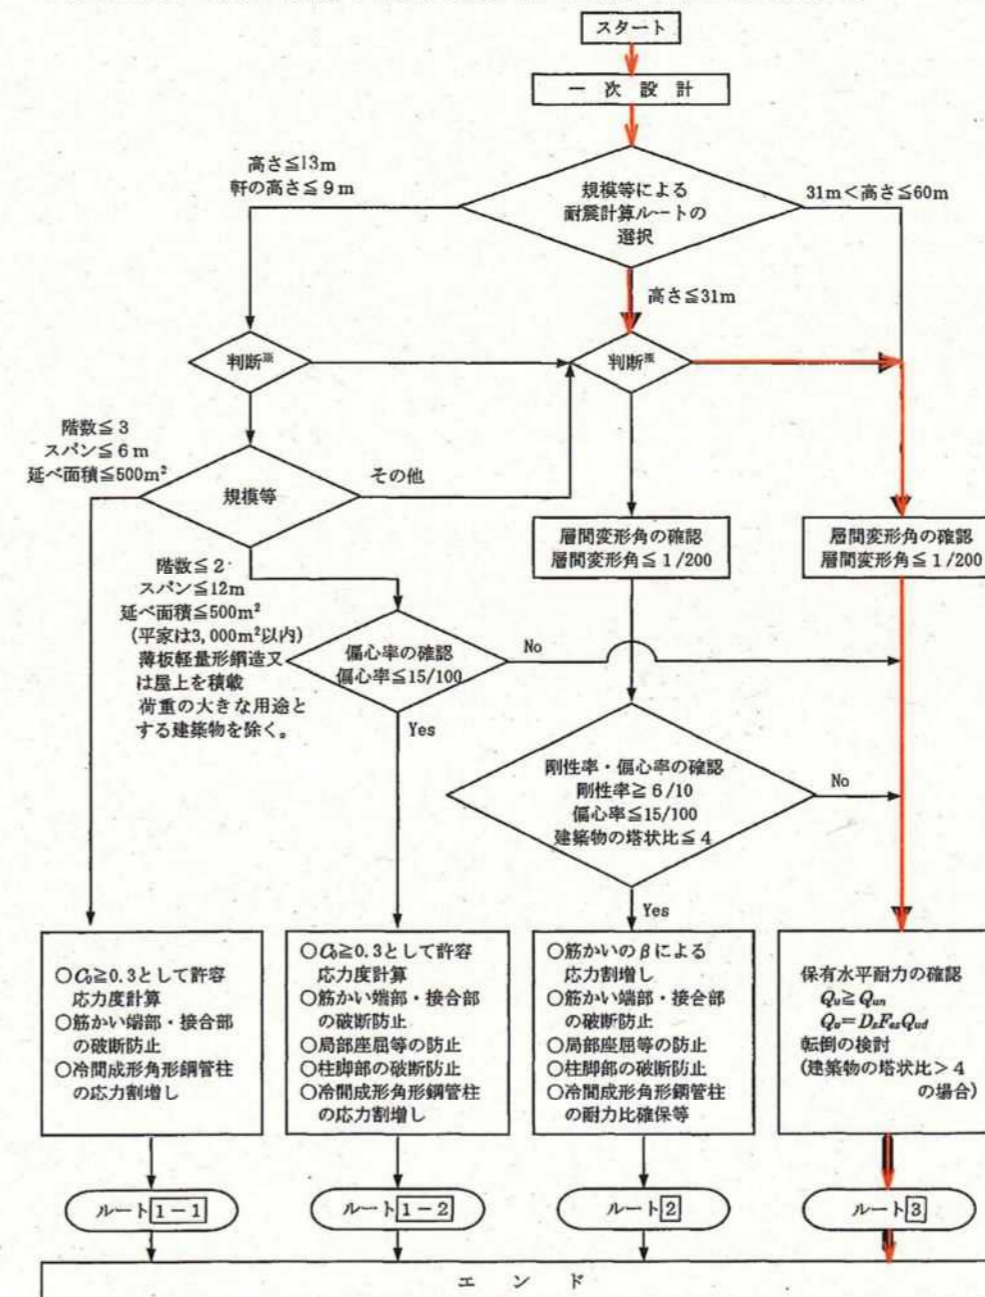 スタート
一次設計
高さ≦13m
軒の高さ≦9m
規模等による
耐震計算ルートの
選択
31m<高さ≦60m
高さ≦31m
判断※
判断※
階数≦3
スパン≦6m
延べ面積≦500m²
規模等
その他
層間変形角の確認
層間変形角≦1/200
層間変形角の確認
層間変形角≦1/200
階数≦2
スパン≦12m
延べ面積≦500m²
(平家は3,000m²以内)
薄板軽量形鋼造又
は屋上を積載
荷重の大きな用途と
する建築物を除く。
偏心率の確認
偏心率≦15/100
No
Yes
剛性率・偏心率の確認
剛性率≧6/10
偏心率≦15/100
建築物の塔状比≦4
No
Yes
○C₀≧0.3として許容
応力度計算
○筋かい端部・接合部
の破断防止
○冷間成形角形鋼管柱
の応力割増し
○C₀≧0.3として許容
応力度計算
○筋かい端部・接合部
の破断防止
○局部座屈等の防止
○柱脚部の破断防止
○冷間成形角形鋼管柱
の応力割増し
○筋かいのβによる
応力割増し
○筋かい端部・接合部
の破断防止
○局部座屈等の防止
○柱脚部の破断防止
○冷間成形角形鋼管柱
の耐力比確保等
保有水平耐力の確認
Qu≧Qun
Qu=DsFesQud
転倒の検討
(建築物の塔状比>4
の場合)
ルート1-1
ルート1-2
ルート2
ルート3
エンド